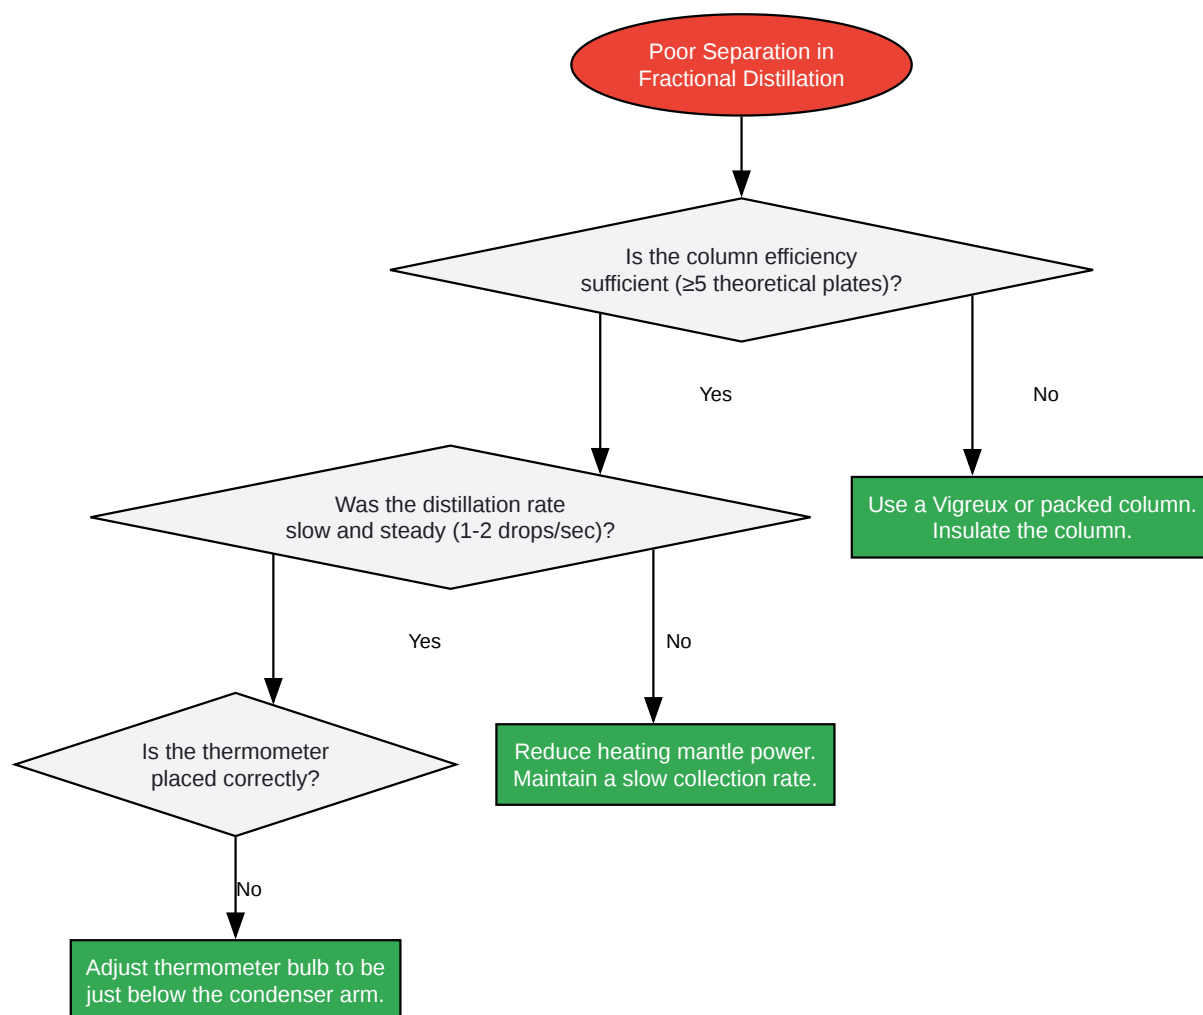 Poor Separation in
Fractional Distillation
Is the column efficiency
sufficient (≥5 theoretical plates)?
Yes
No
Was the distillation rate
slow and steady (1-2 drops/sec)?
Use a Vigreux or packed column.
Insulate the column.
Yes
No
Is the thermometer
placed correctly?
Reduce heating mantle power.
Maintain a slow collection rate.
No
Adjust thermometer bulb to be
just below the condenser arm.